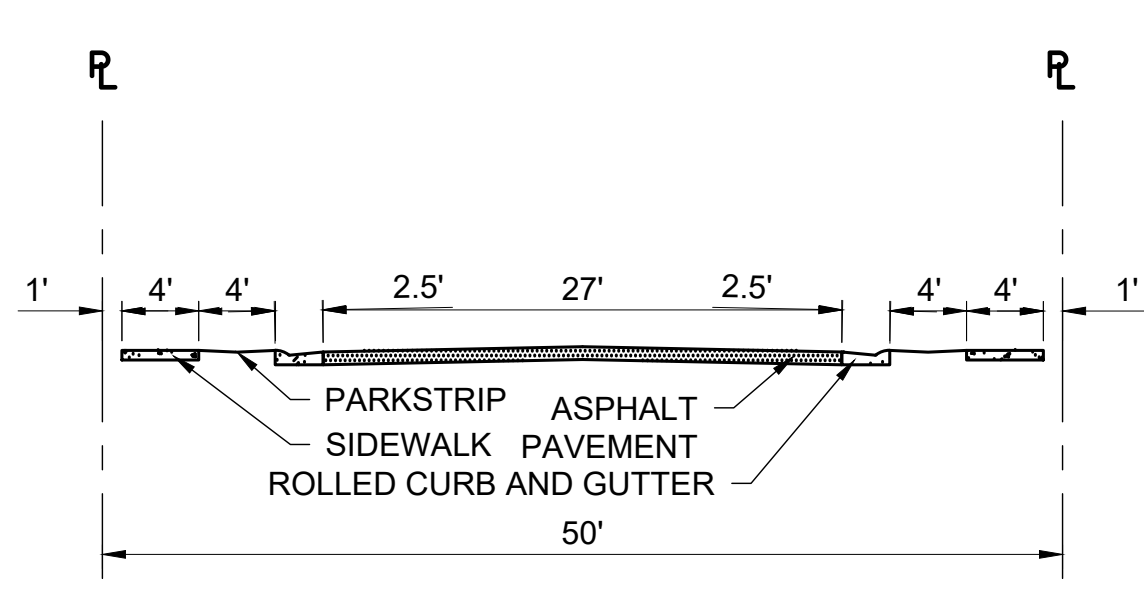 PL PL
1' 4' 4' 2.5' 27' 2.5' 4' 4' 1'
PARKSTRIP
ASPHALT
SIDEWALK PAVEMENT
ROLLED CURB AND GUTTER
50'